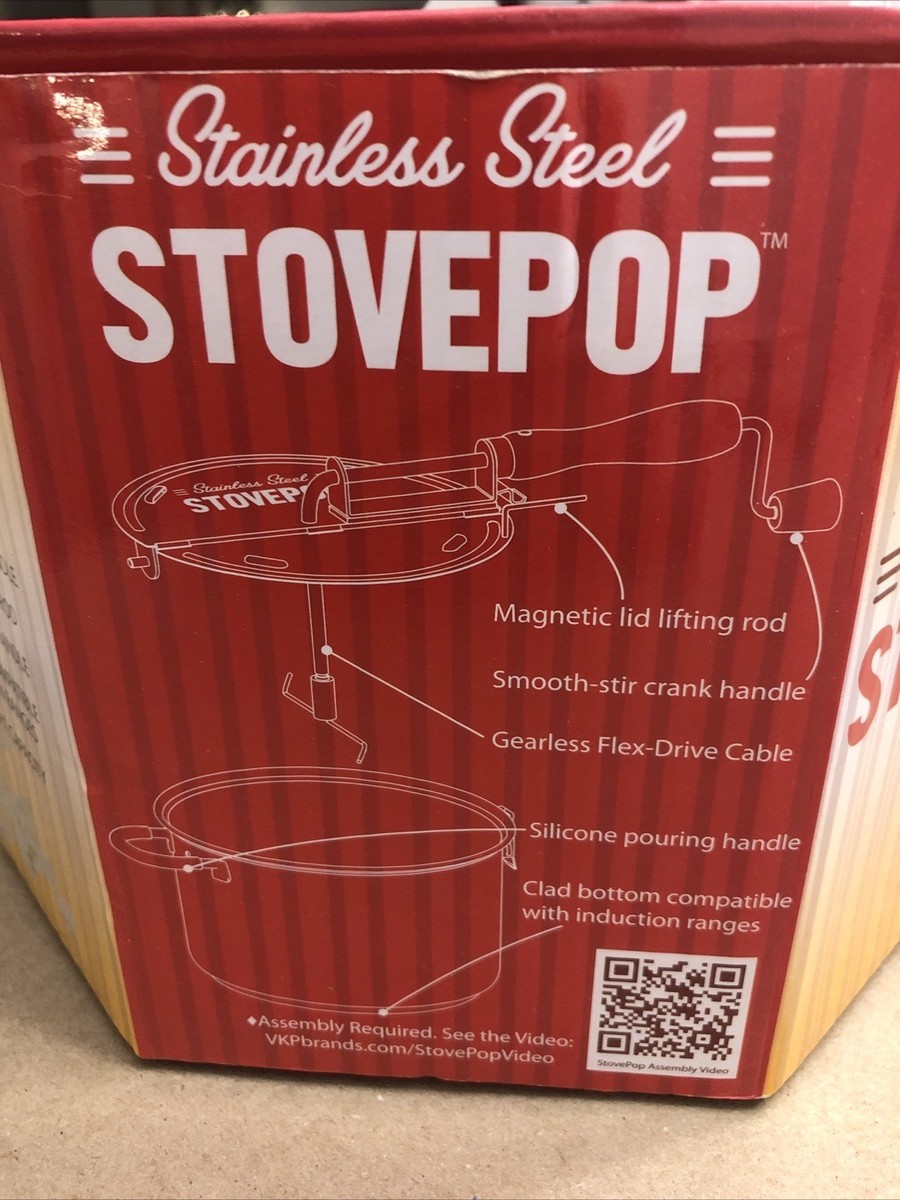 Stainless Steel
STOVEPOP™
Stainless Steel
STOVEPO
Magnetic lid lifting rod
Smooth-stir crank handle
Gearless Flex-Drive Cable
Silicone pouring handle
Clad bottom compatible
with induction ranges
◆Assembly Required. See the Video:
VKPbrands.com/StovePopVideo
StovePop Assembly Video